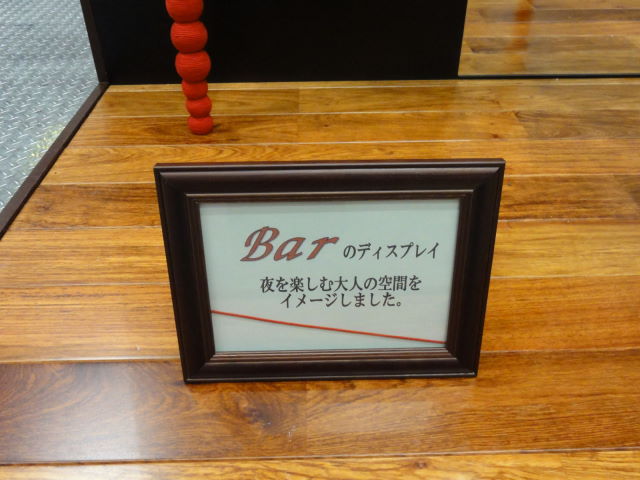 Barのディスプレイ
夜を楽しむ大人の空間を
イメージしました。